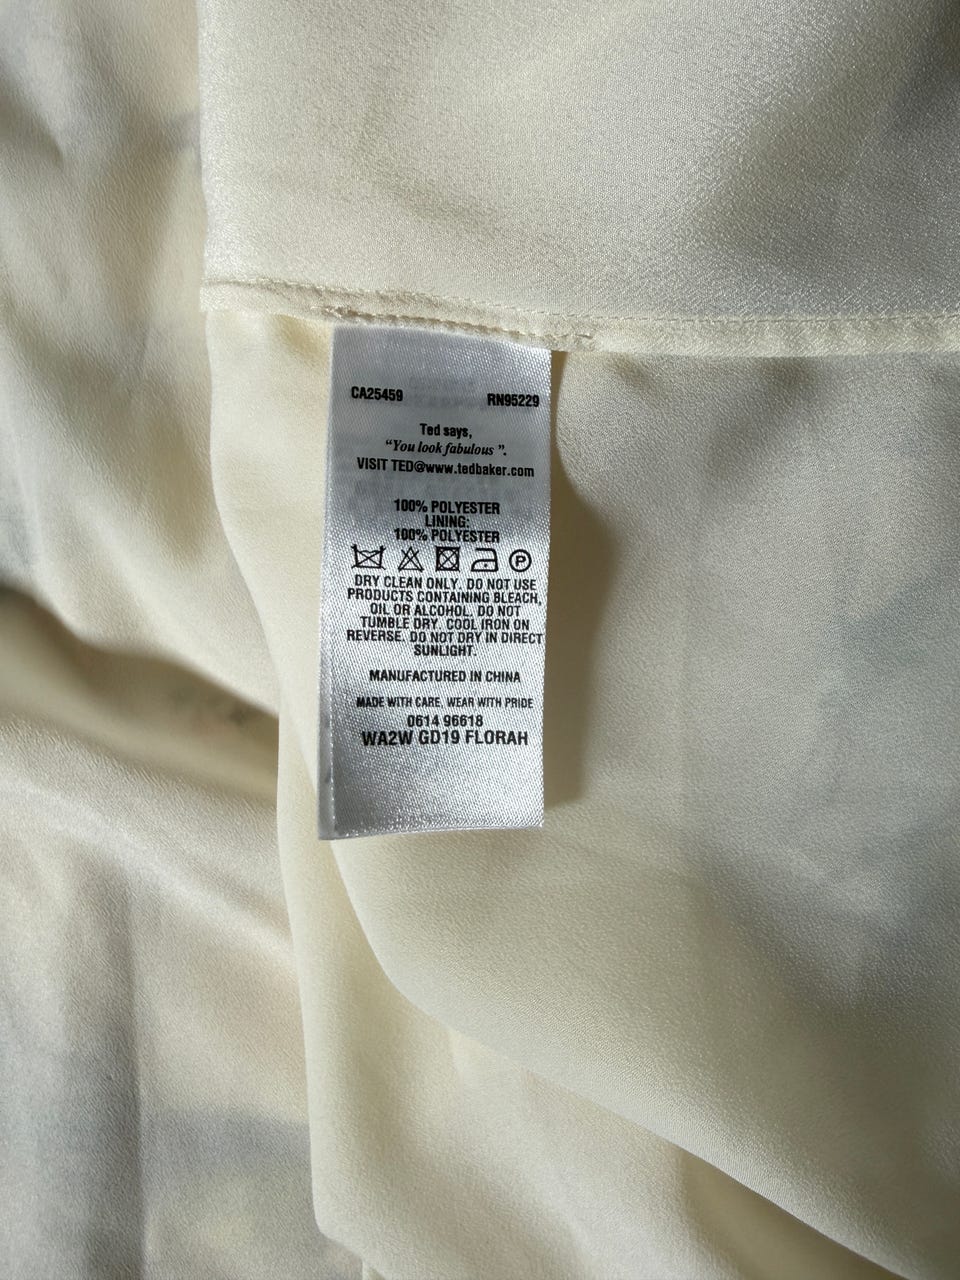 CA25459 RN95229
Ted says,
“You look fabulous ”.
VISIT TED@www.tedbaker.com
100% POLYESTER
LINING:
100% POLYESTER
P
DRY CLEAN ONLY. DO NOT USE
PRODUCTS CONTAINING BLEACH,
OIL OR ALCOHOL. DO NOT
TUMBLE DRY. COOL IRON ON
REVERSE. DO NOT DRY IN DIRECT
SUNLIGHT.
MANUFACTURED IN CHINA
MADE WITH CARE, WEAR WITH PRIDE
0614 96618
WA2W GD19 FLORAH